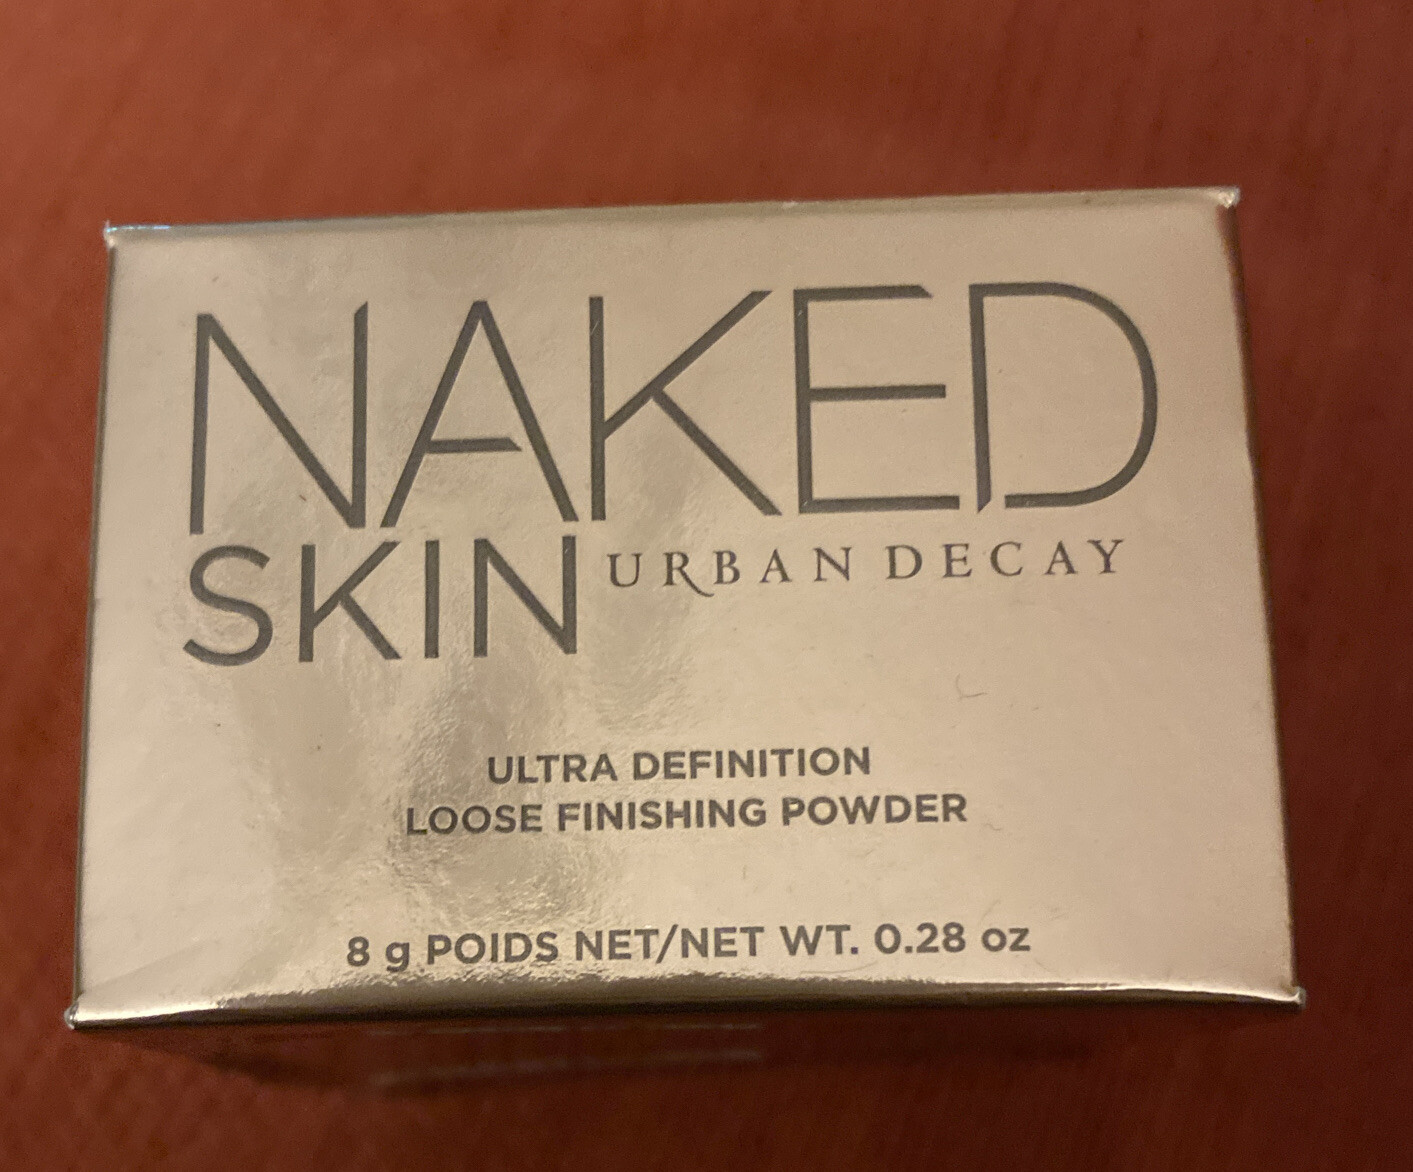 NAKED
SKIN URBAN DECAY
ULTRA DEFINITION
LOOSE FINISHING POWDER
8 g POIDS NET/NET WT. 0.28 oz